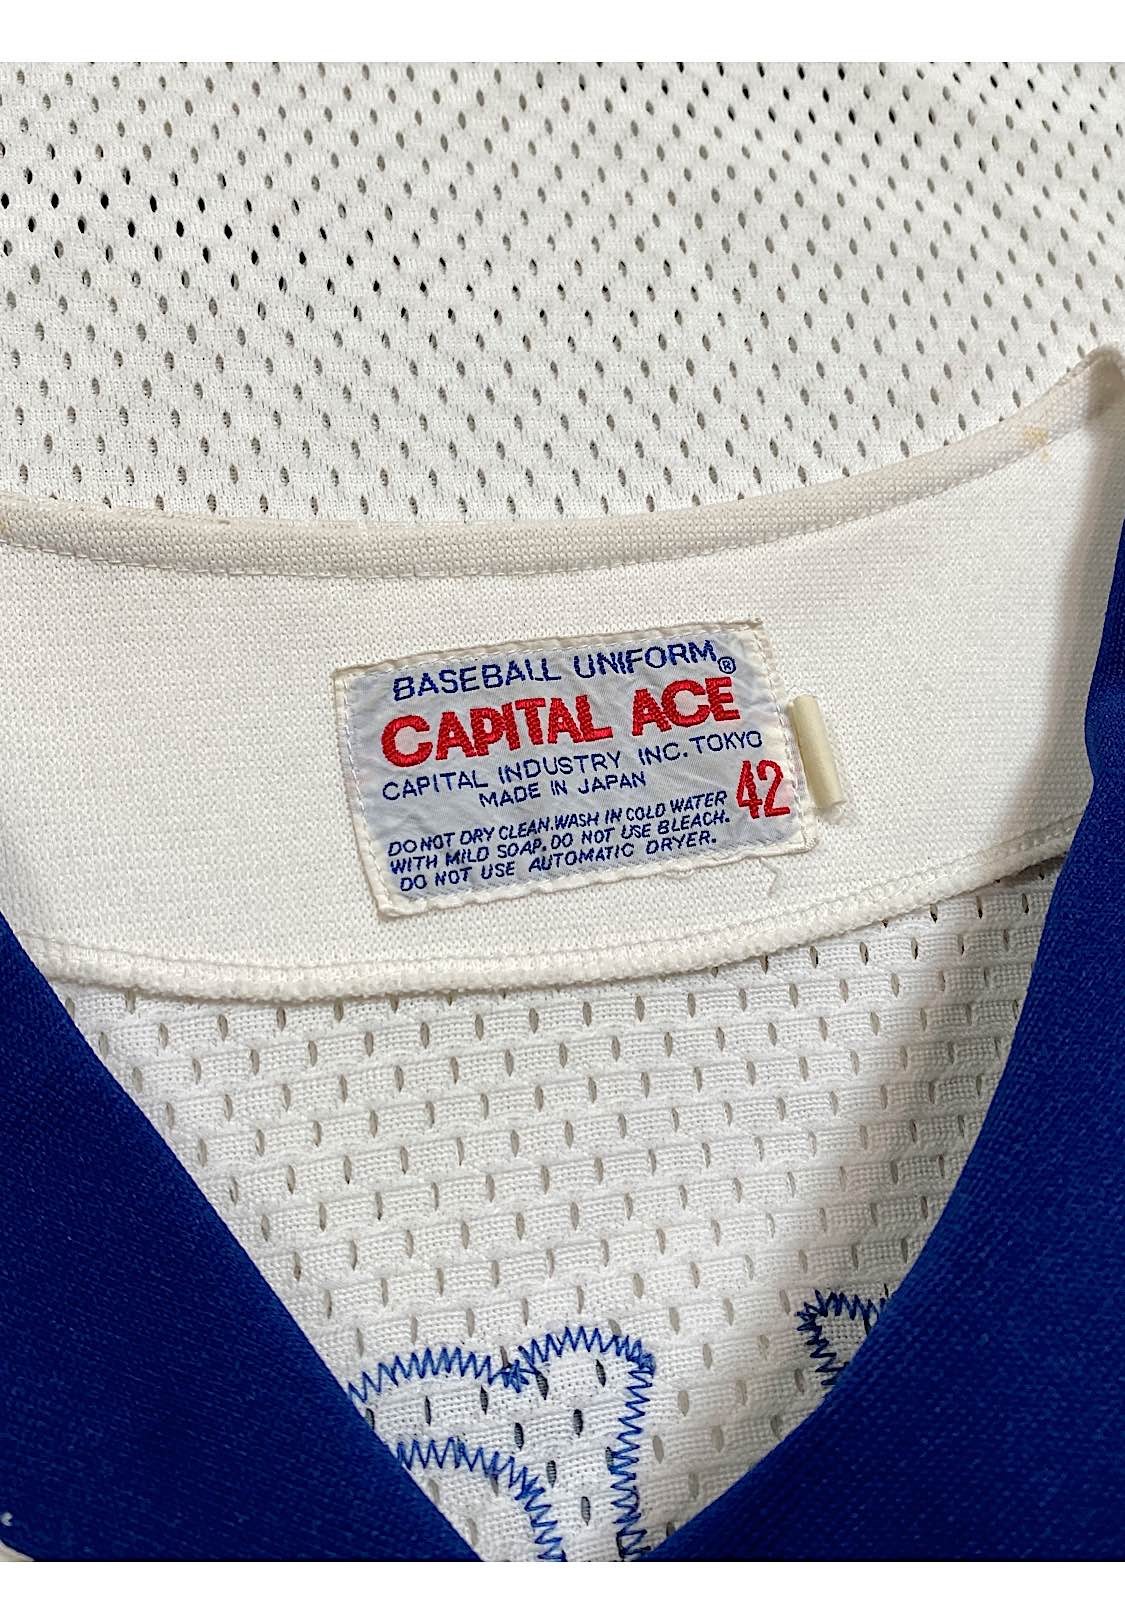 BASEBALL UNIFORM®
CAPITAL ACE
CAPITAL INDUSTRY INC. TOKYO
MADE IN JAPAN
42
DO NOT DRY CLEAN. WASH IN COLD WATER
WITH MILD SOAP. DO NOT USE BLEACH.
DO NOT USE AUTOMATIC DRYER.